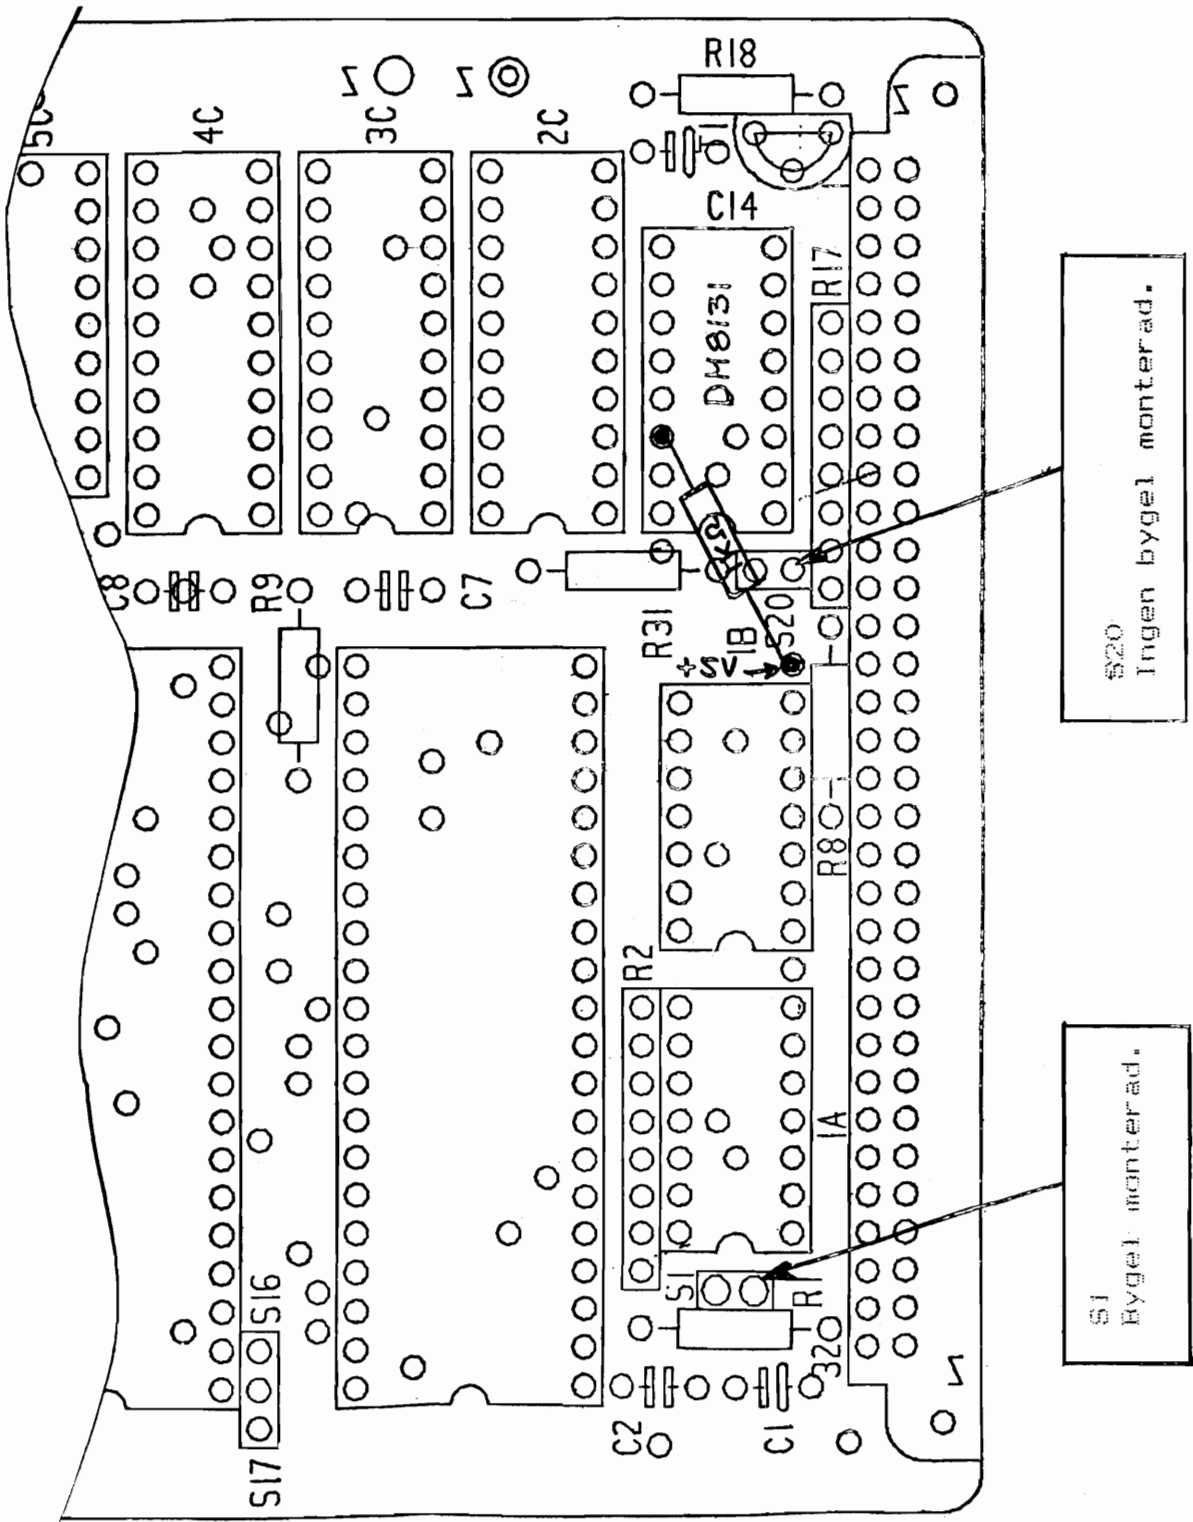 R18
5C
4C
3C
2C
1
C14
R17
DM8131
C8
R9
C7
R31
1B
S20
+5V
R8
R2
1A
S1
R1
32
S16
S17
C2
C1
S20
Ingen bygel monterad.
S1
Bygel monterad.